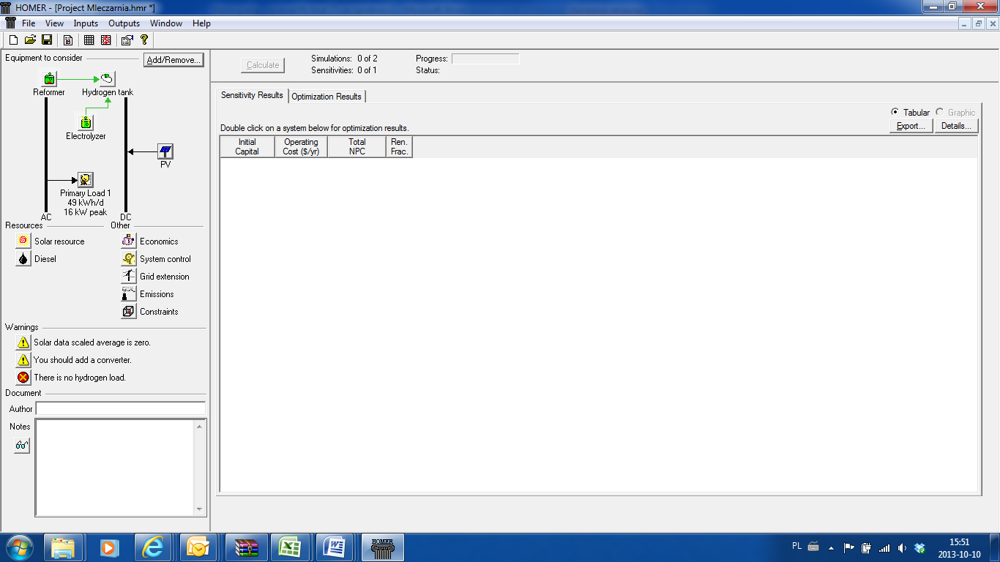 HOMER - [Project Mleczarnia.hmr *]
File View Inputs Outputs Window Help
Equipment to consider
Add/Remove...
Reformer
Hydrogen tank
Electrolyzer
PV
Primary Load 1
49 kWh/d
16 kW peak
AC
DC
Resources
Other
Solar resource
Economics
Diesel
System control
Grid extension
Emissions
Constraints
Warnings
Solar data scaled average is zero.
You should add a converter.
There is no hydrogen load.
Document
Author
Notes
Calculate
Simulations: 0 of 2
Progress:
Sensitivities: 0 of 1
Status:
Sensitivity Results
Optimization Results
Tabular
Graphic
Double click on a system below for optimization results.
Export...
Details...
Initial
Capital
Operating
Cost ($/yr)
Total
NPC
Ren.
Frac.
HOMER
PL
15:51
2013-10-10